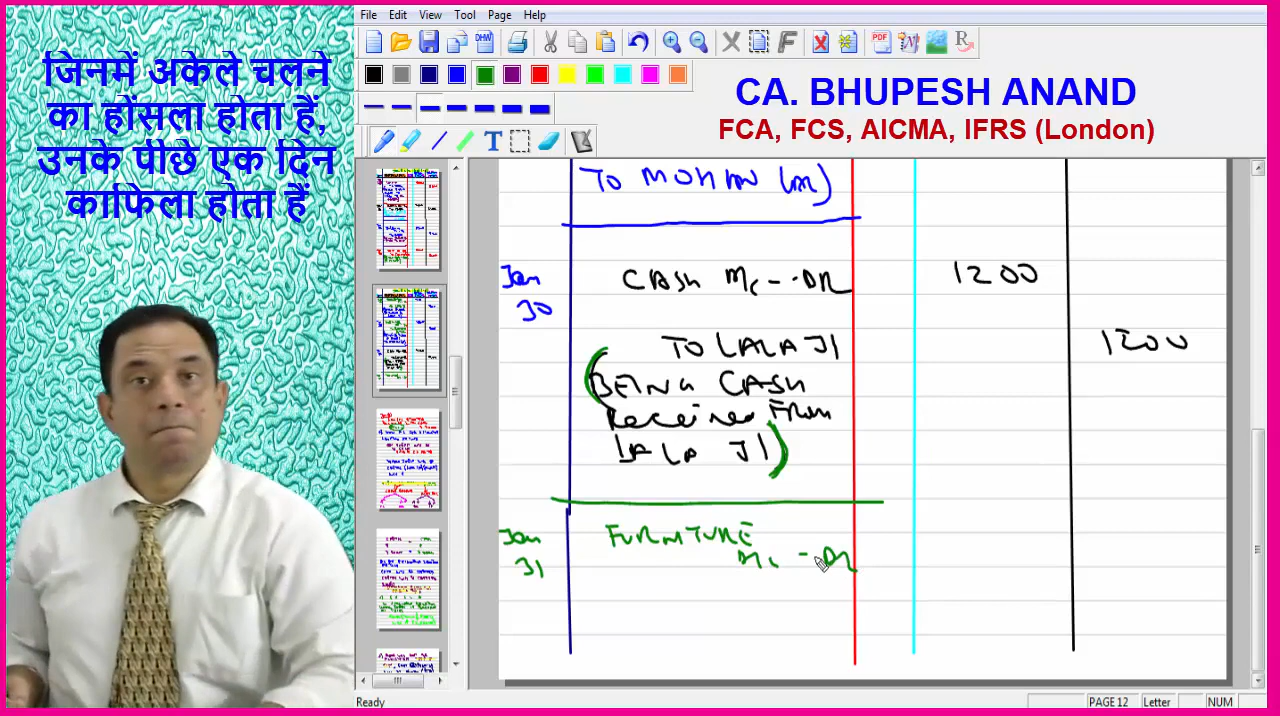 जिनमें अकेले चलने
का होंसला होता हैं,
उनके पीछे एक दिन
काफिला होता हैं
File Edit View Tool Page Help
CA. BHUPESH ANAND
FCA, FCS, AICMA, IFRS (London)
TO MOHAN
Jan CASH A/c - DR 1200
30
TO LALA JI 1200
(BEING CASH
Received FROM
LALA JI)
Jan FURNITURE
31 A/c - DR
Ready PAGE 12 Letter NUM